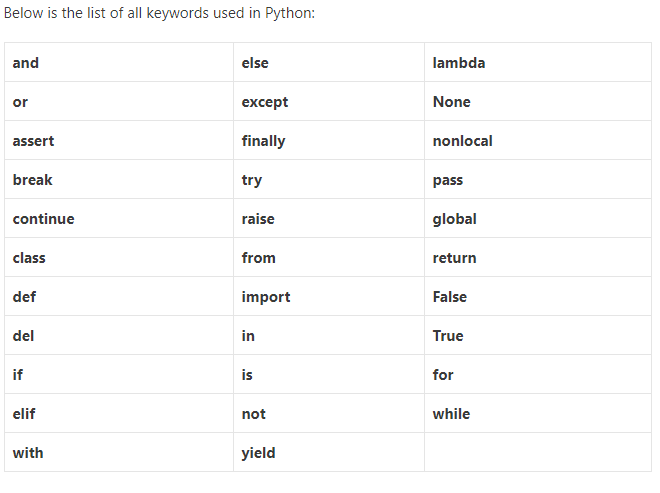 Below is the list of all keywords used in Python:
and else lambda
or except None
assert finally nonlocal
break try pass
continue raise global
class from return
def import False
del in True
if is for
elif not while
with yield